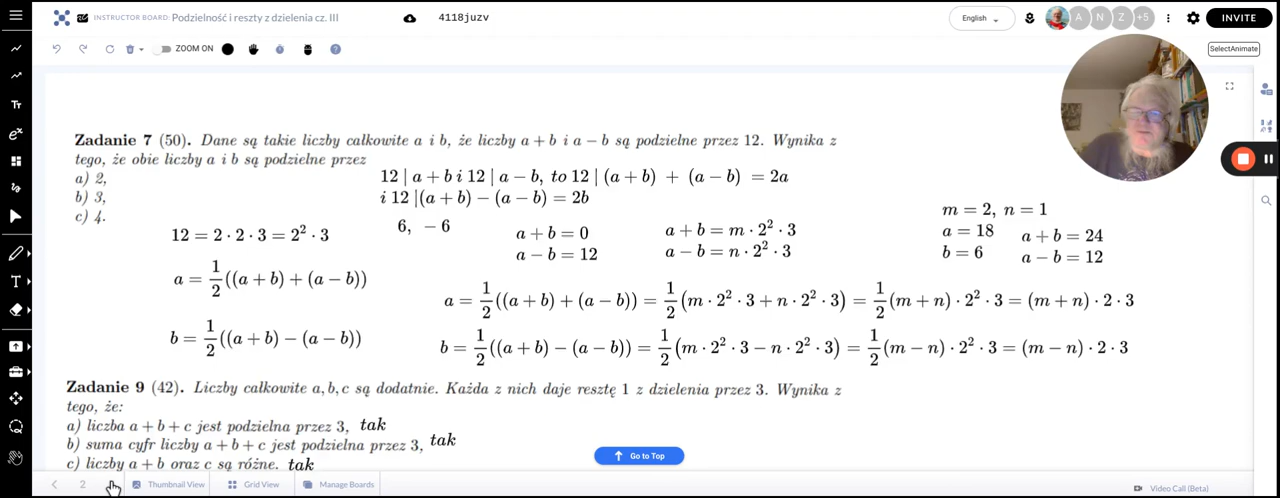 INSTRUCTOR BOARD: Podzielność i reszty z dzielenia cz. III
4118juzv
English
A N Z +5
INVITE
ZOOM ON
SelectAnimate
Zadanie 7 (50). Dane są takie liczby całkowite a i b, że liczby a + b i a − b są podzielne przez 12. Wynika z
tego, że obie liczby a i b są podzielne przez
a) 2,
b) 3,
c) 4.
12 | a + b i 12 | a − b, to 12 | (a + b) + (a − b) = 2a
i 12 |(a + b) − (a − b) = 2b
12 = 2 · 2 · 3 = 2² · 3
6, − 6
a + b = 0
a − b = 12
a + b = m · 2² · 3
a − b = n · 2² · 3
m = 2, n = 1
a = 18
b = 6
a + b = 24
a − b = 12
a = 1/2((a + b) + (a − b))
a = 1/2((a + b) + (a − b)) = 1/2(m · 2² · 3 + n · 2² · 3) = 1/2(m + n) · 2² · 3 = (m + n) · 2 · 3
b = 1/2((a + b) − (a − b))
b = 1/2((a + b) − (a − b)) = 1/2(m · 2² · 3 − n · 2² · 3) = 1/2(m − n) · 2² · 3 = (m − n) · 2 · 3
Zadanie 9 (42). Liczby całkowite a, b, c są dodatnie. Każda z nich daje resztę 1 z dzielenia przez 3. Wynika z
tego, że:
a) liczba a + b + c jest podzielna przez 3, tak
b) suma cyfr liczby a + b + c jest podzielna przez 3, tak
c) liczby a + b oraz c są różne. tak
Go to Top
2
Thumbnail View
Grid View
Manage Boards
Video Call (Beta)